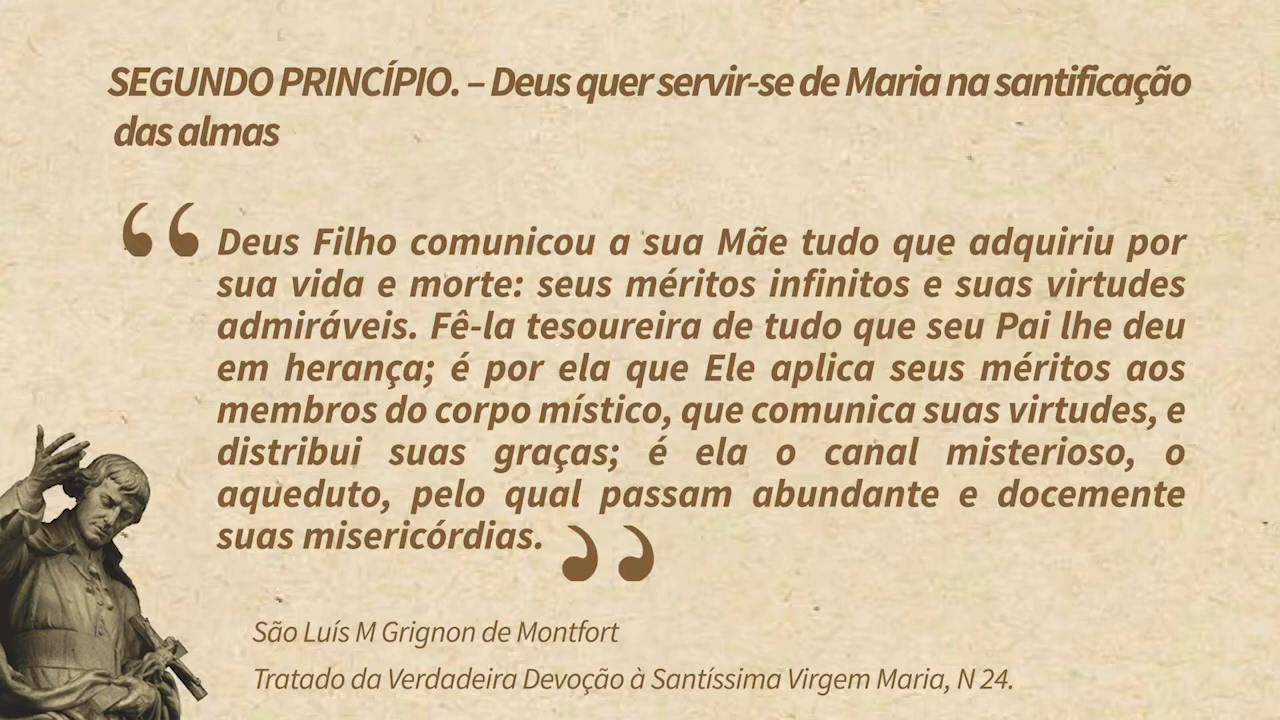 SEGUNDO PRINCÍPIO. – Deus quer servir-se de Maria na santificação
das almas
“Deus Filho comunicou a sua Mãe tudo que adquiriu por
sua vida e morte: seus méritos infinitos e suas virtudes
admiráveis. Fê-la tesoureira de tudo que seu Pai lhe deu
em herança; é por ela que Ele aplica seus méritos aos
membros do corpo místico, que comunica suas virtudes, e
distribui suas graças; é ela o canal misterioso, o
aqueduto, pelo qual passam abundante e docemente
suas misericórdias.”
São Luís M Grignon de Montfort
Tratado da Verdadeira Devoção à Santíssima Virgem Maria, N 24.